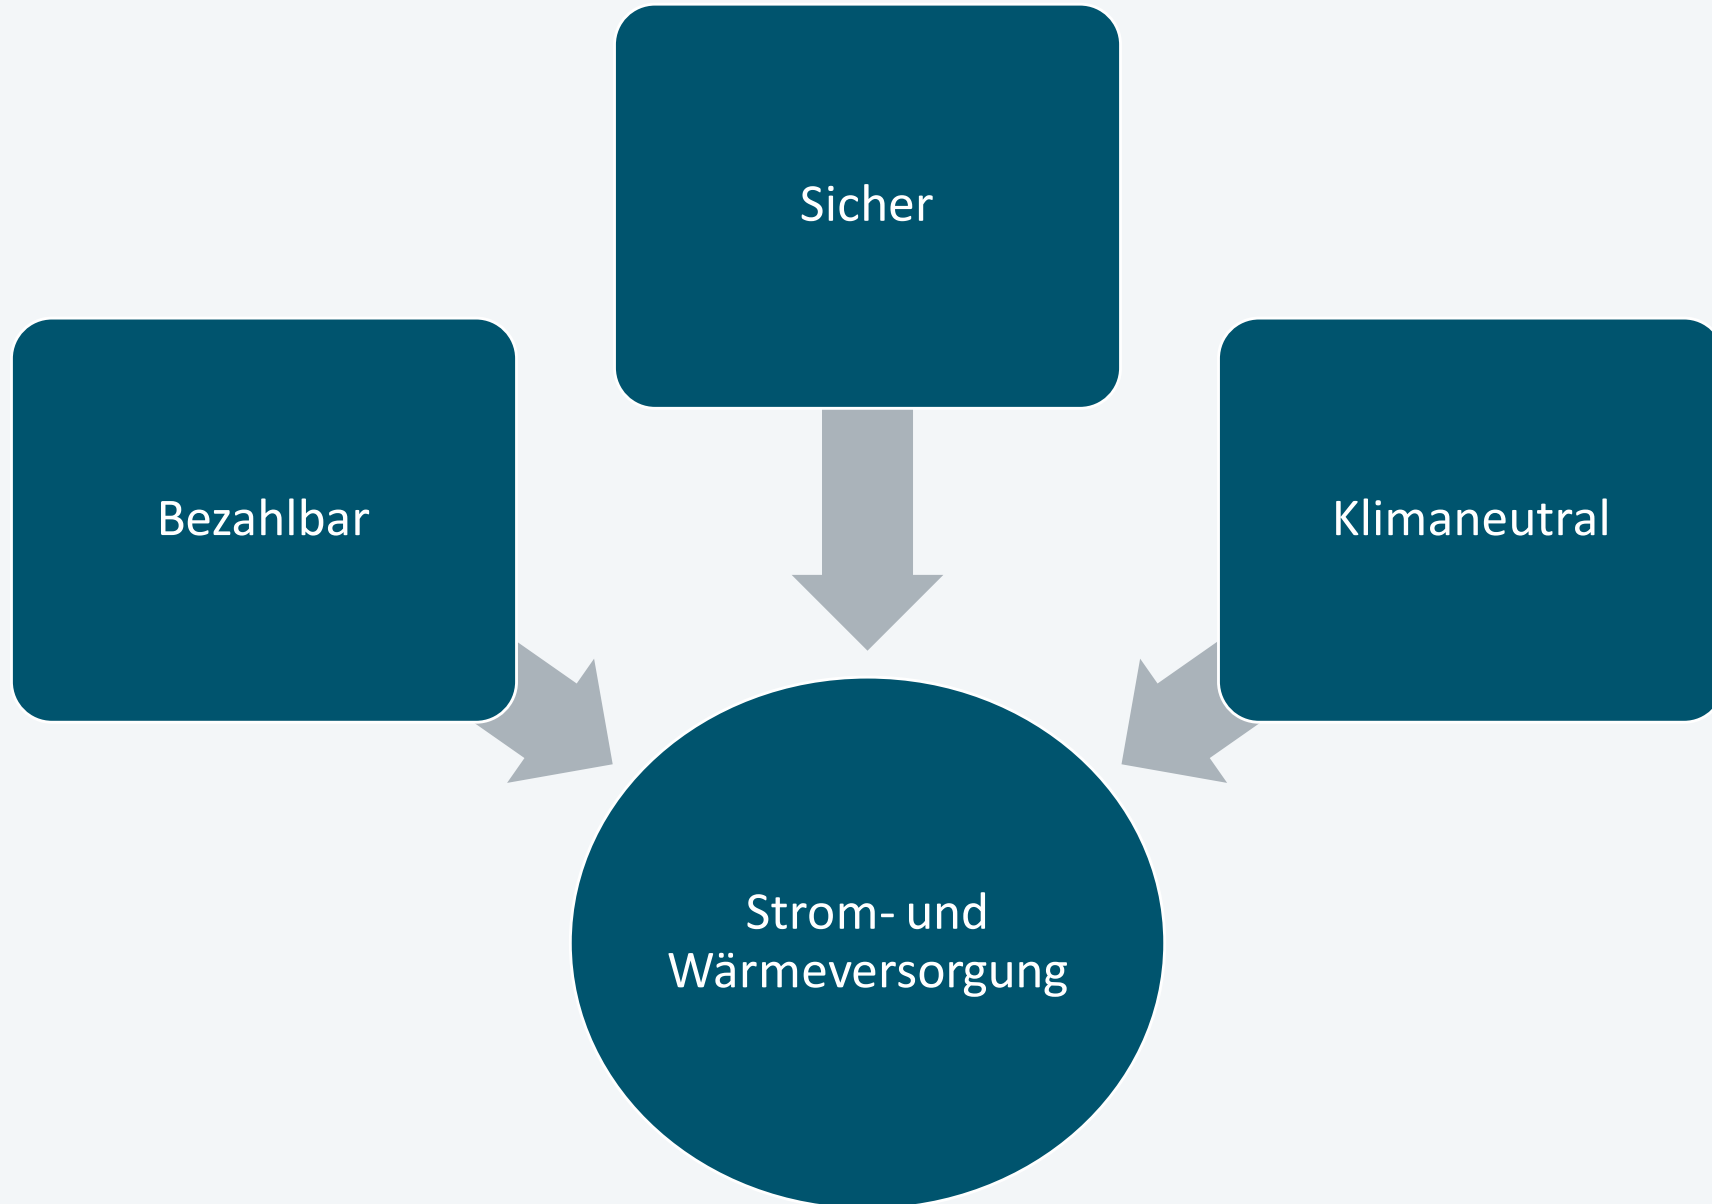 Sicher
Bezahlbar
Klimaneutral
Strom- und
Wärmeversorgung